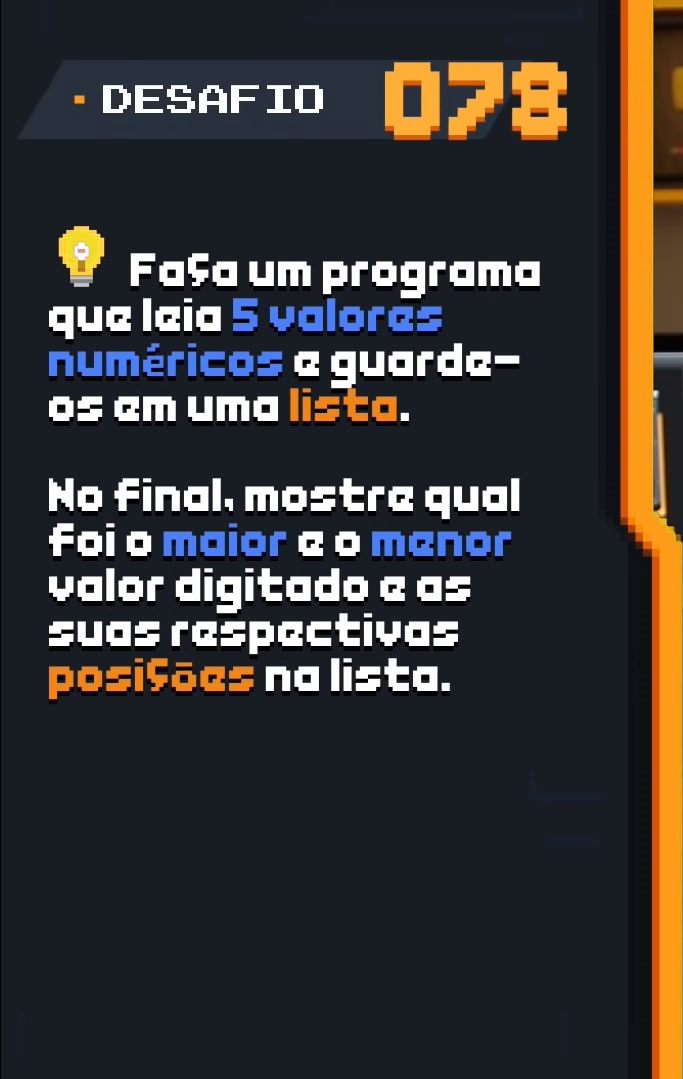 DESAFIO 078
Faça um programa
que leia 5 valores
numéricos e guarde-
os em uma lista.
No final, mostre qual
foi o maior e o menor
valor digitado e as
suas respectivas
posições na lista.